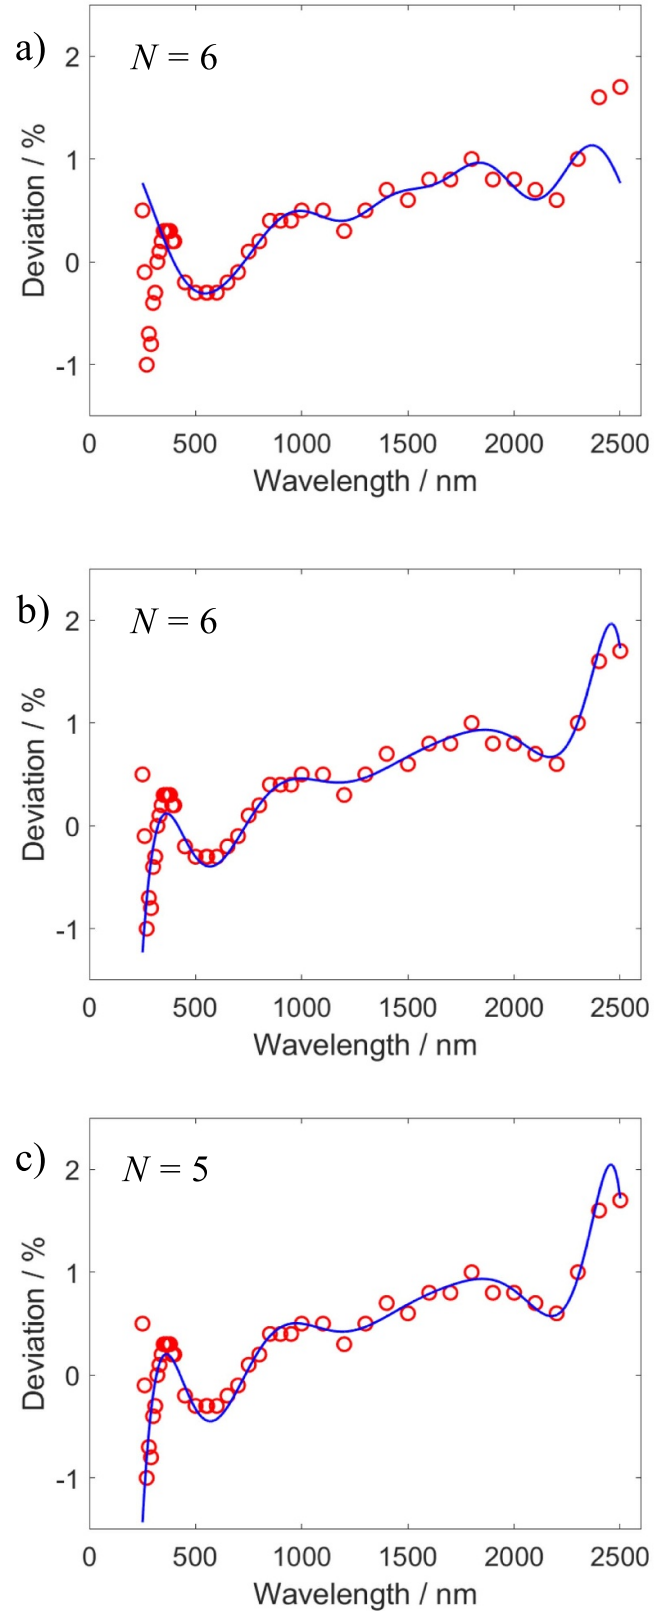 a)
N = 6
2
1
0
-1
Deviation / %
0 500 1000 1500 2000 2500
Wavelength / nm
b)
N = 6
2
1
0
-1
Deviation / %
0 500 1000 1500 2000 2500
Wavelength / nm
c)
N = 5
2
1
0
-1
Deviation / %
0 500 1000 1500 2000 2500
Wavelength / nm